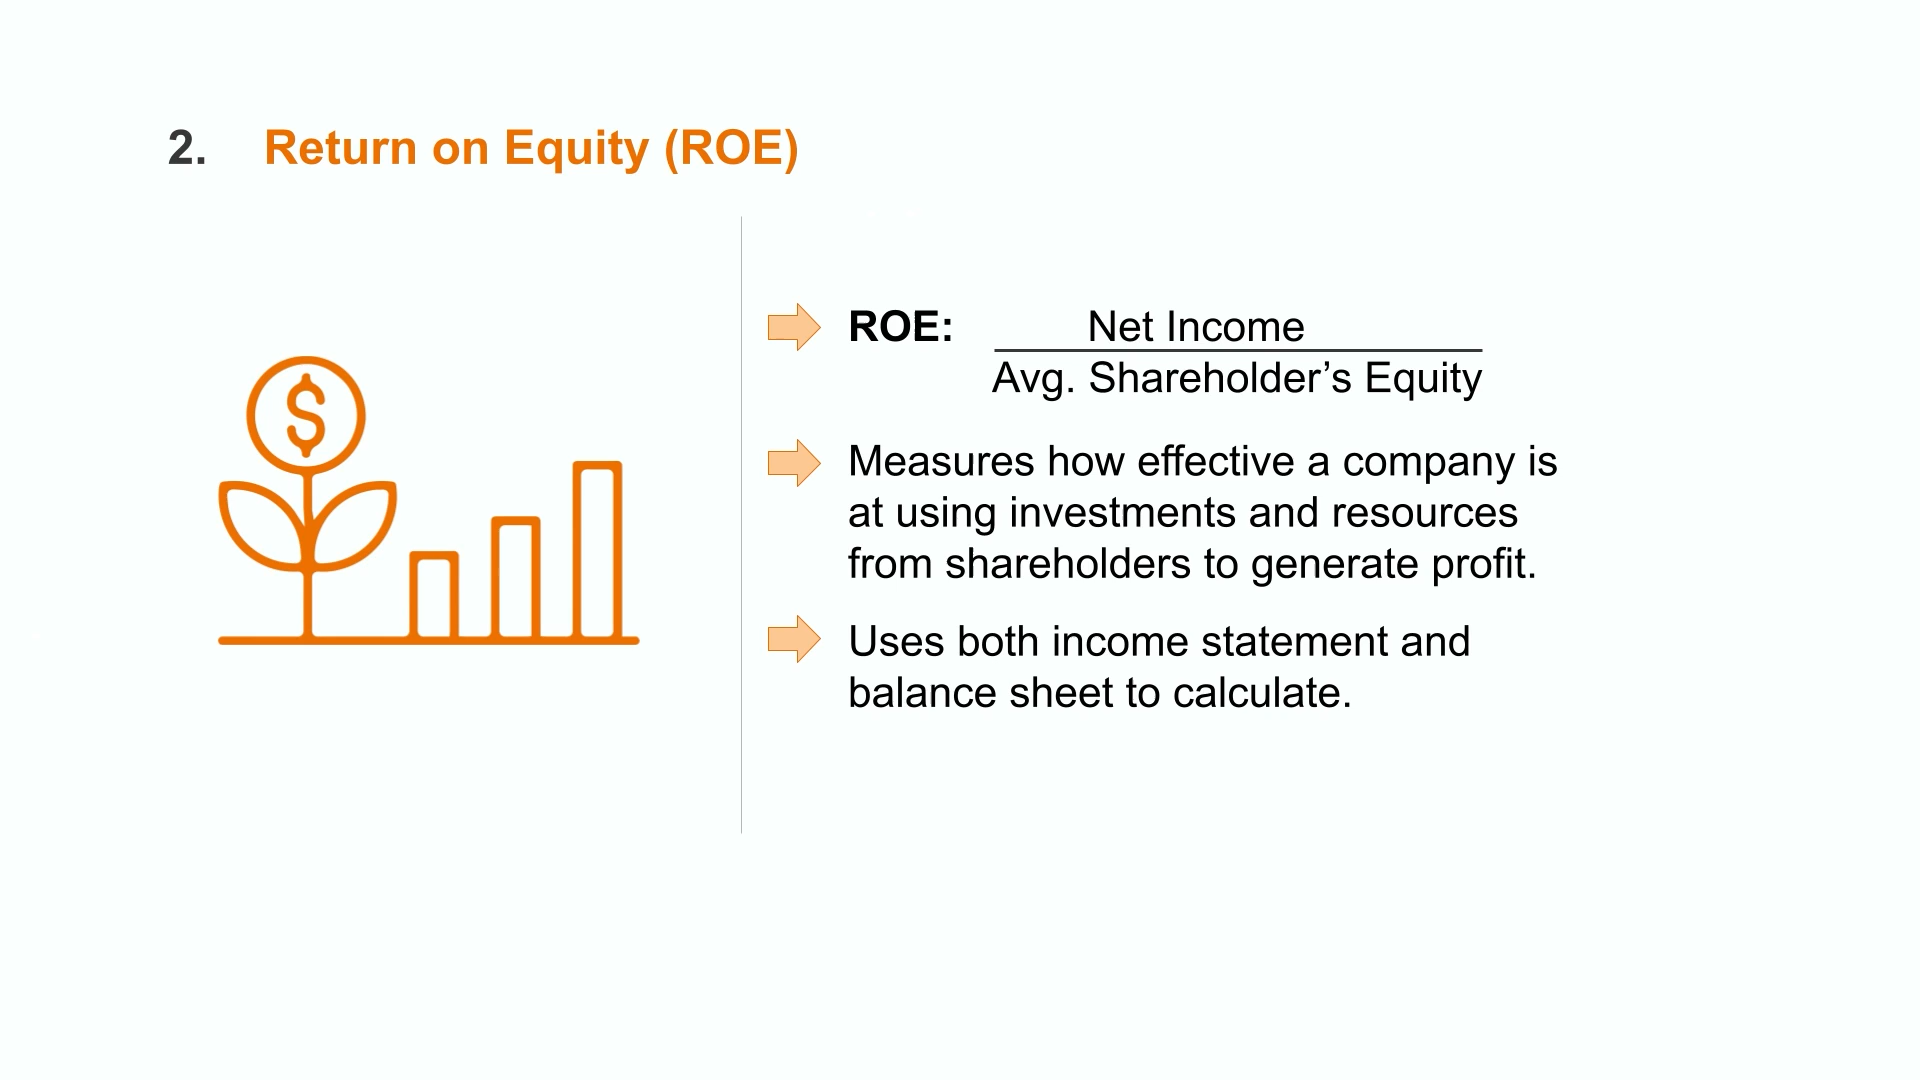 2. Return on Equity (ROE)
$
ROE: Net Income
Avg. Shareholder’s Equity
Measures how effective a company is
at using investments and resources
from shareholders to generate profit.
Uses both income statement and
balance sheet to calculate.